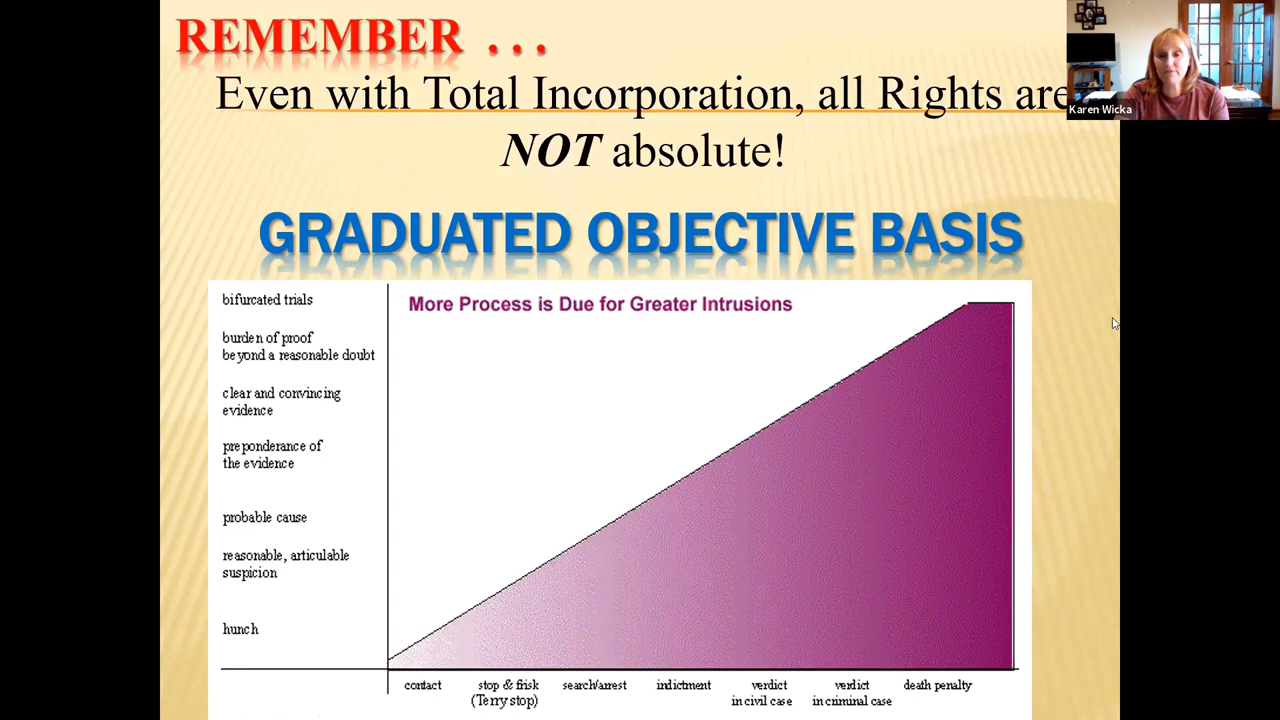 REMEMBER ...
Even with Total Incorporation, all Rights are
NOT absolute!
Karen Wicka
GRADUATED OBJECTIVE BASIS
More Process is Due for Greater Intrusions
bifurcated trials
burden of proof
beyond a reasonable doubt
clear and convincing
evidence
preponderance of
the evidence
probable cause
reasonable, articulable
suspicion
hunch
contact
stop & frisk
(Terry stop)
search/arrest
indictment
verdict
in civil case
verdict
in criminal case
death penalty